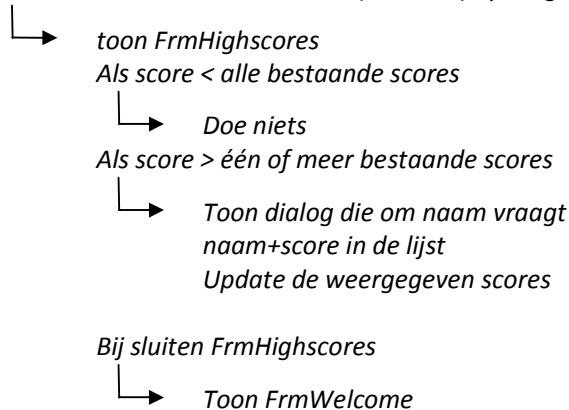 toon FrmHighscores
Als score < alle bestaande scores
Doe niets
Als score > één of meer bestaande scores
Toon dialog die om naam vraagt
naam+score in de lijst
Update de weergegeven scores
Bij sluiten FrmHighscores
Toon FrmWelcome